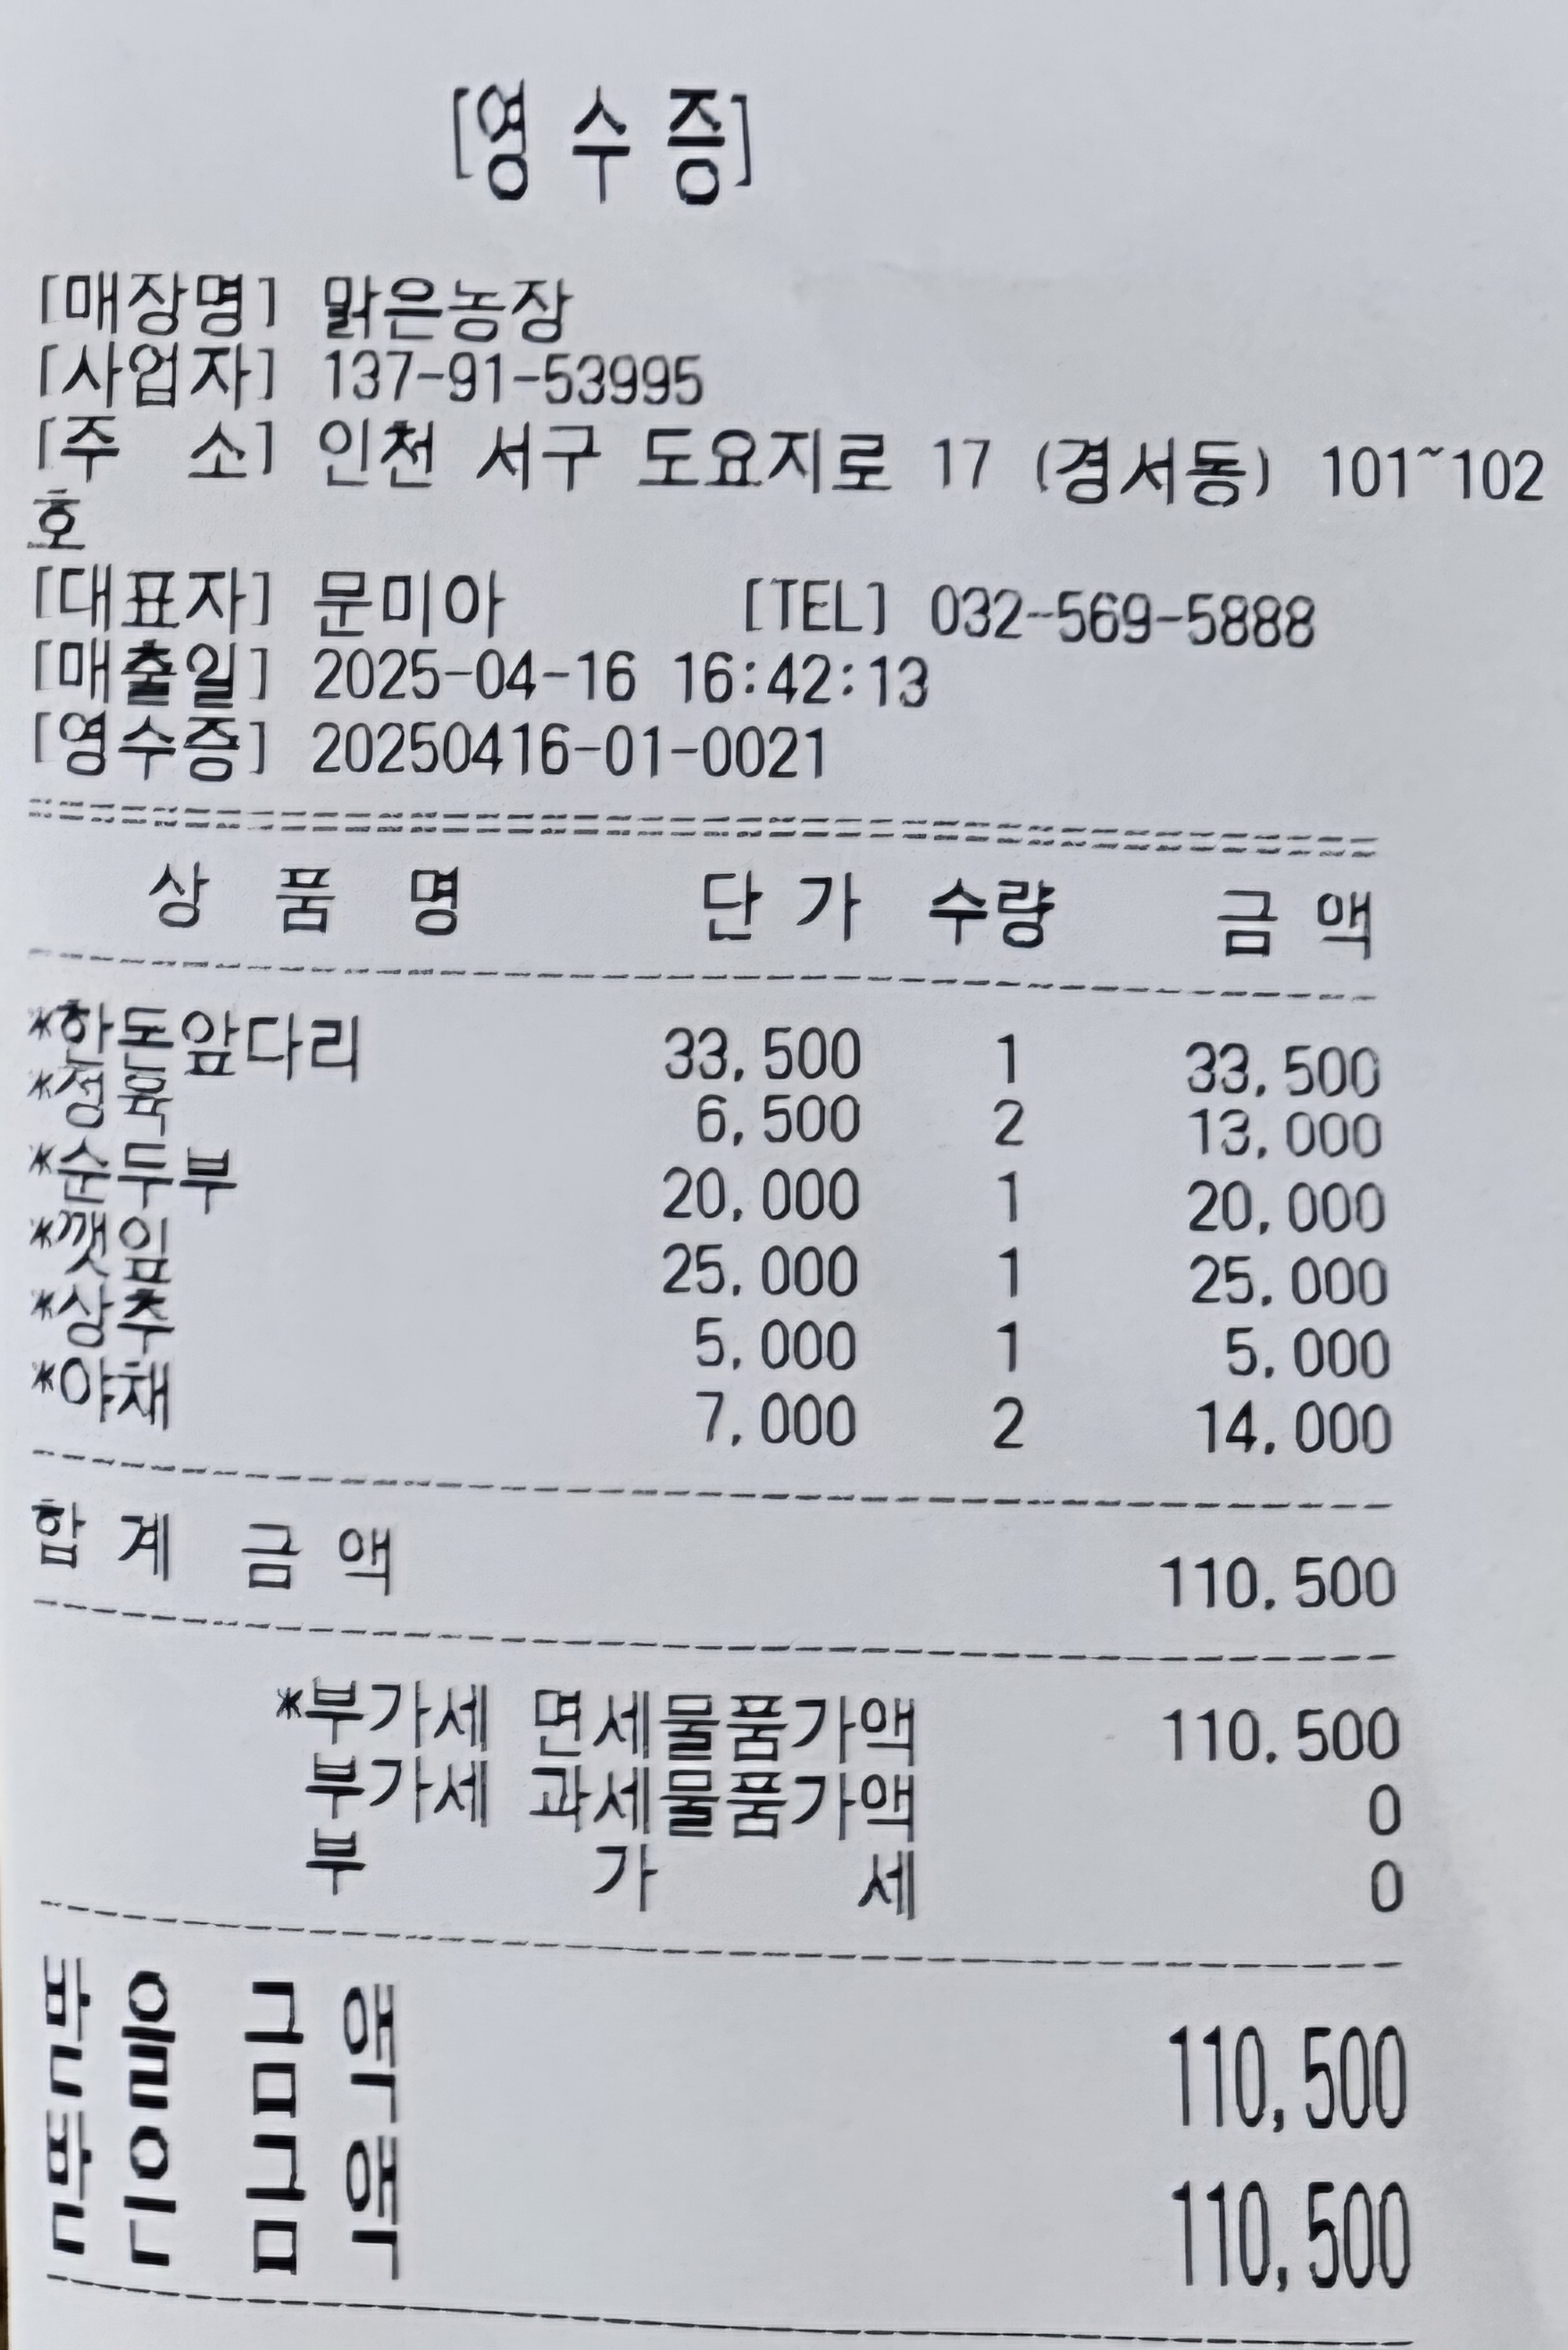 [영 수 증]
[매장명] 맑은농장
[사업자] 137-91-53995
[주 소] 인천 서구 도요지로 17 (경서동) 101~102
호
[대표자] 문미아 [TEL] 032-569-5888
[매출일] 2025-04-16 16:42:13
[영수증] 20250416-01-0021
상 품 명 단 가 수량 금 액
*한돈앞다리 33,500 1 33,500
*정육 6,500 2 13,000
*순두부 20,000 1 20,000
*깻잎 25,000 1 25,000
*상추 5,000 1 5,000
*야채 7,000 2 14,000
합 계 금 액 110,500
*부가세 면세물품가액 110,500
부가세 과세물품가액 0
부 가 세 0
받 을 금 액 110,500
받 은 금 액 110,500